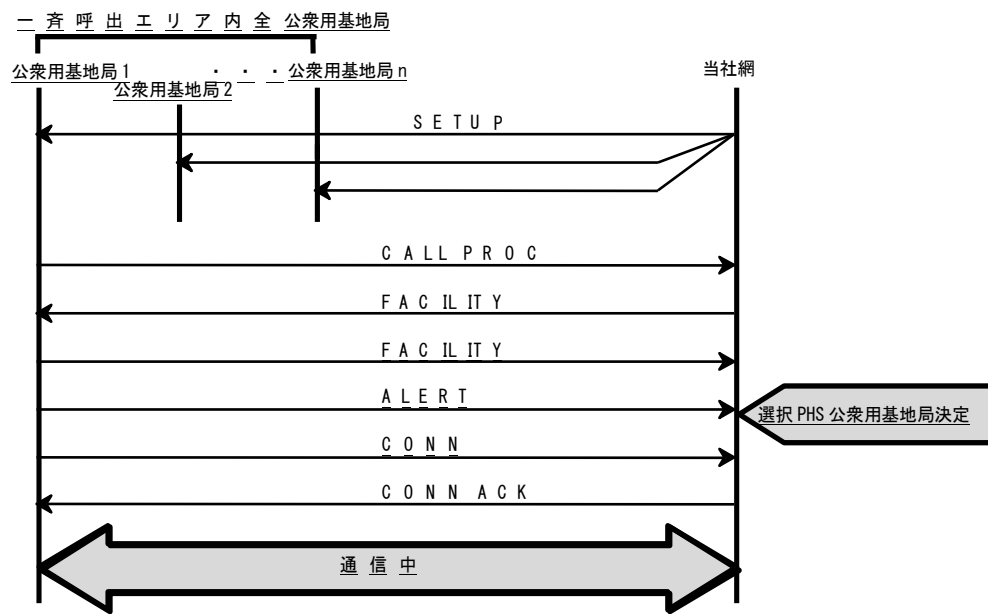 一斉呼出エリア内全公衆用基地局
公衆用基地局1 ・・・公衆用基地局n
当社網
公衆用基地局2
SETUP
CALL PROC
FACILITY
FACILITY
ALERT
選択PHS公衆用基地局決定
CONN
CONN ACK
通信中